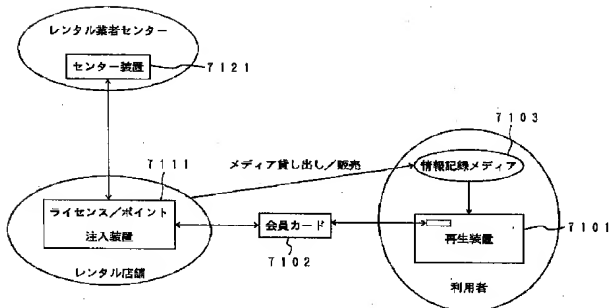 レンタル業者センター
センター装置
7121
7103
メディア貸し出し/販売
情報記録メディア
7111
ライセンス/ポイント
注入装置
会員カード
再生装置
7101
7102
レンタル店舗
利用者